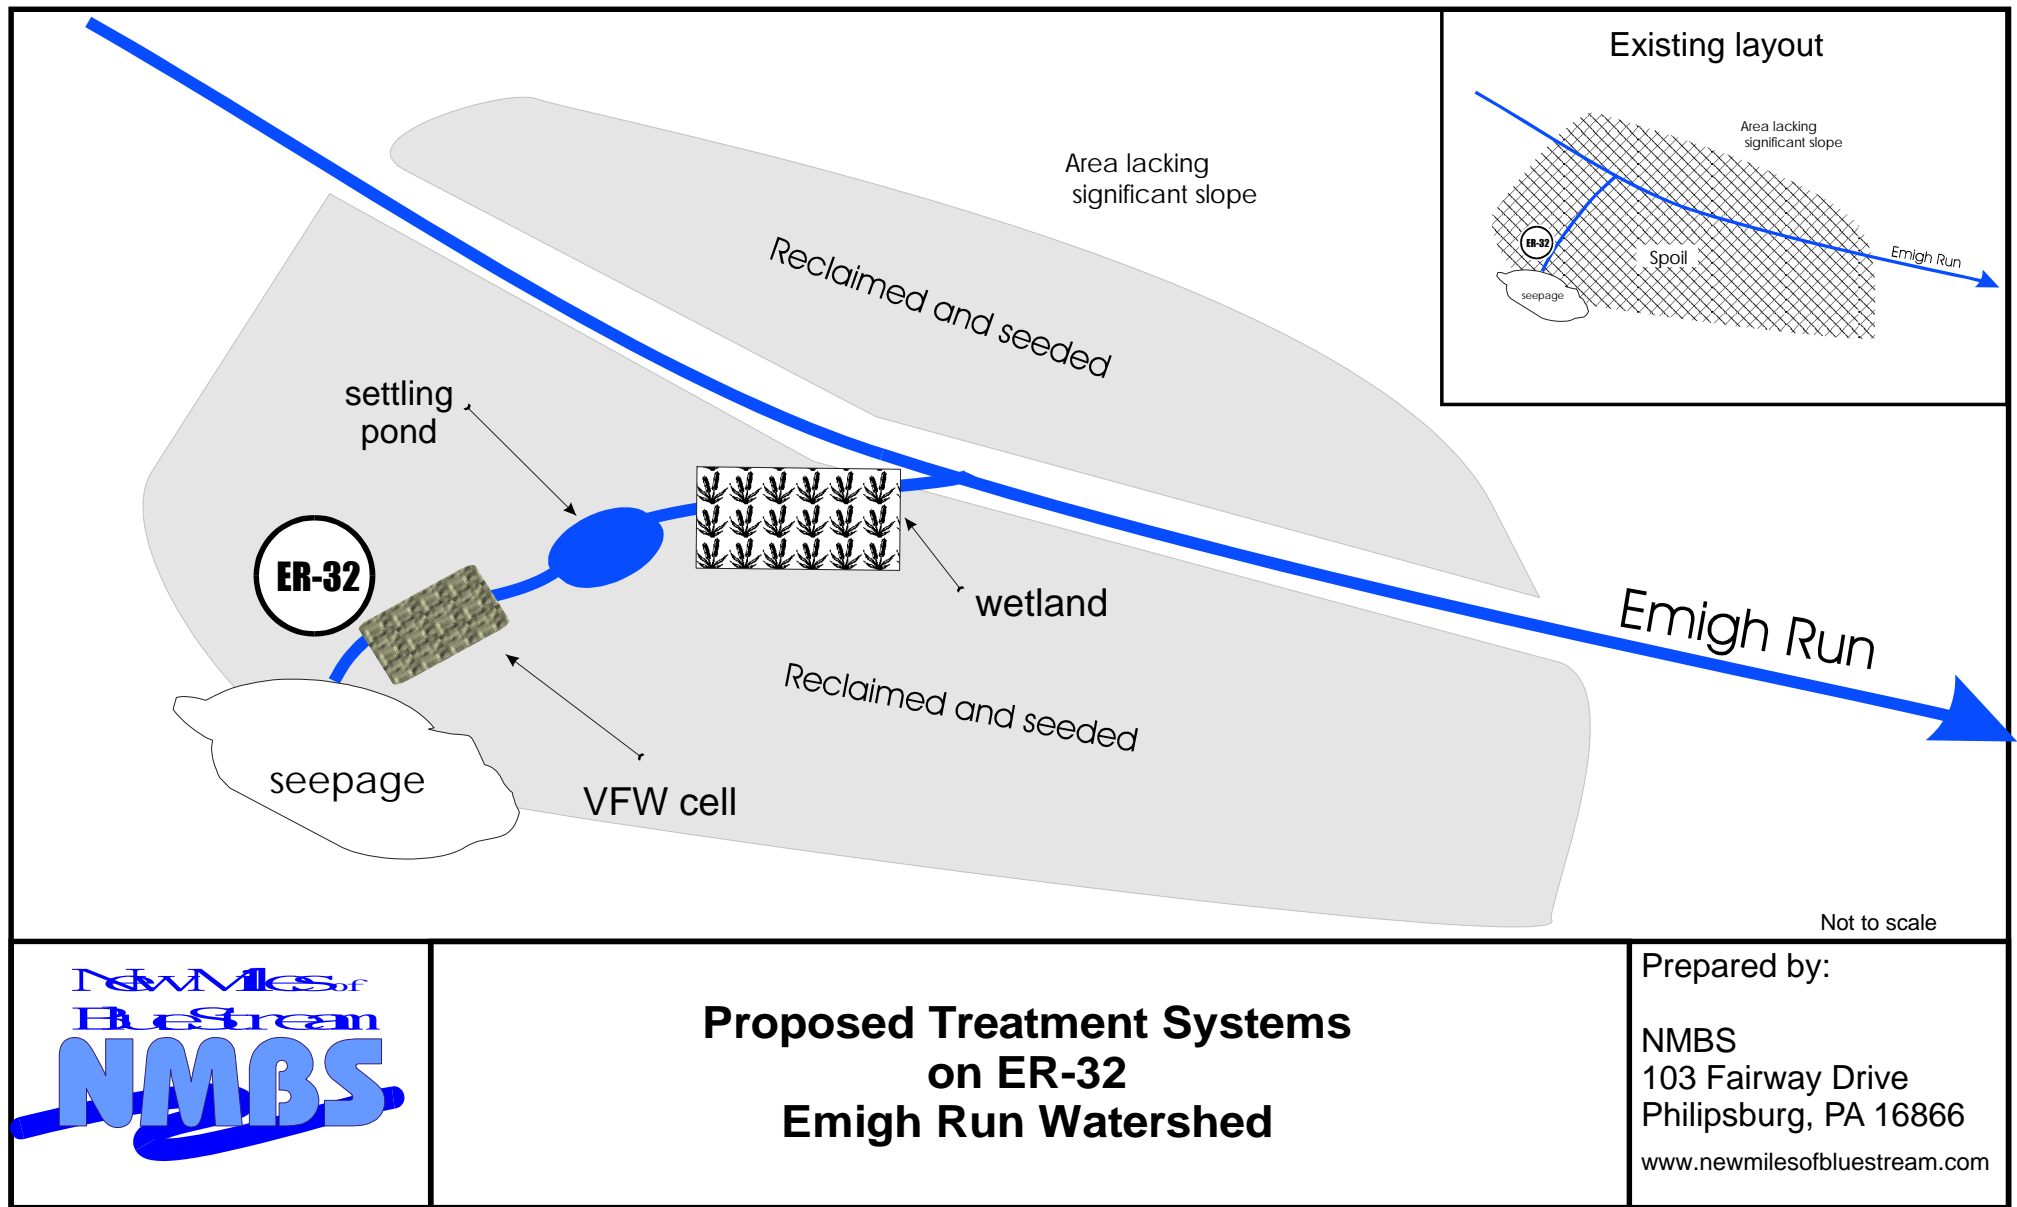 Existing layout
Area lacking
significant slope
ER-32
Spoil
Emigh Run
seepage
Area lacking
significant slope
Reclaimed and seeded
settling
pond
ER-32
wetland
Emigh Run
Reclaimed and seeded
seepage
VFW cell
Not to scale
New Miles of
Blue Stream
NMBS
Proposed Treatment Systems
on ER-32
Emigh Run Watershed
Prepared by:
NMBS
103 Fairway Drive
Philipsburg, PA 16866
www.newmilesofbluestream.com